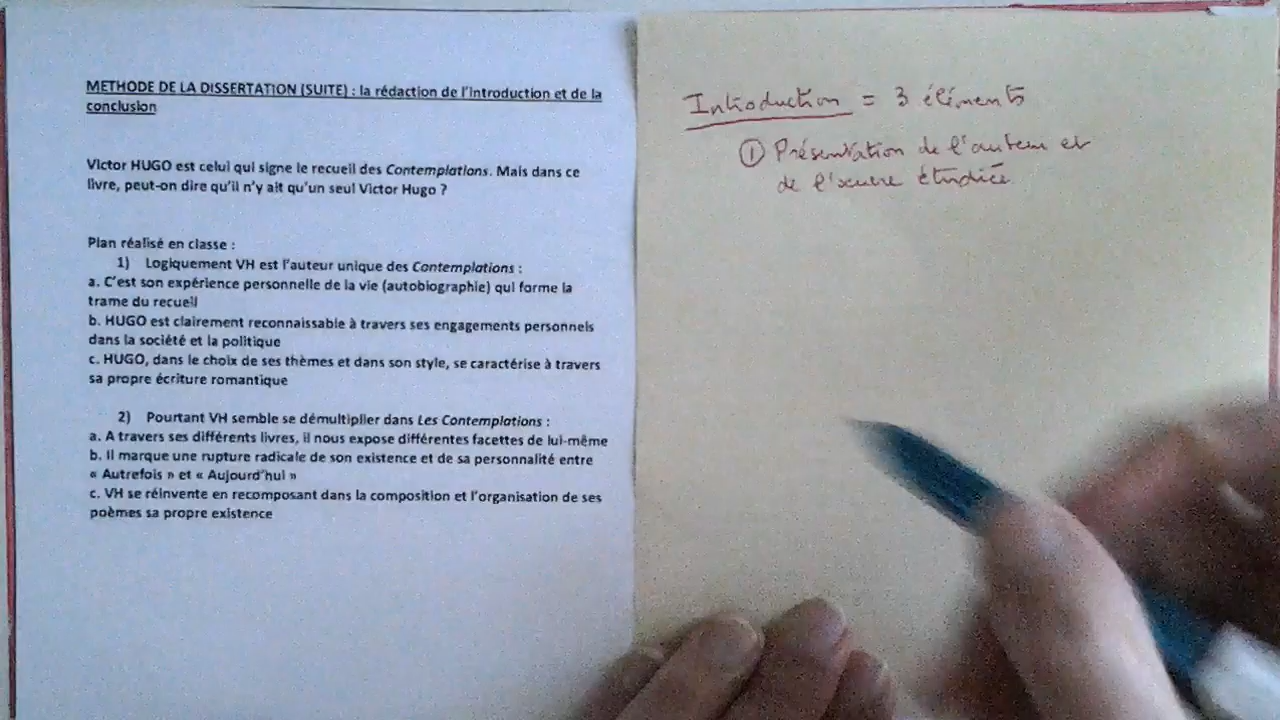 METHODE DE LA DISSERTATION (SUITE) : la rédaction de l'introduction et de la
conclusion
Victor HUGO est celui qui signe le recueil des Contemplations. Mais dans ce
livre, peut-on dire qu'il n'y ait qu'un seul Victor Hugo ?
Plan réalisé en classe :
1) Logiquement VH est l'auteur unique des Contemplations :
a. C'est son expérience personnelle de la vie (autobiographie) qui forme la
trame du recueil
b. HUGO est clairement reconnaissable à travers ses engagements personnels
dans la société et la politique
c. HUGO, dans le choix de ses thèmes et dans son style, se caractérise à travers
sa propre écriture romantique
2) Pourtant VH semble se démultiplier dans Les Contemplations :
a. A travers ses différents livres, il nous expose différentes facettes de lui-même
b. Il marque une rupture radicale de son existence et de sa personnalité entre
« Autrefois » et « Aujourd'hui »
c. VH se réinvente en recomposant dans la composition et l'organisation de ses
poèmes sa propre existence
Introduction = 3 éléments
① Présentation de l'auteur et
de l'œuvre étudiée